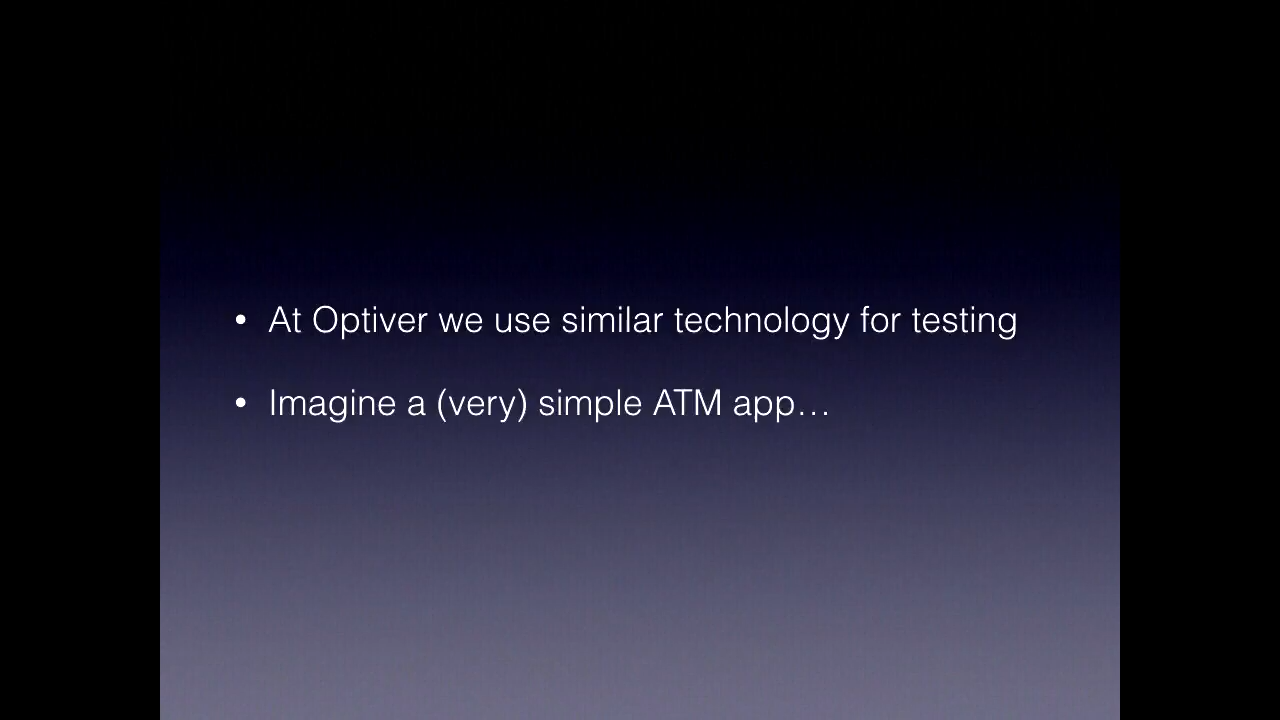 • At Optiver we use similar technology for testing
• Imagine a (very) simple ATM app…